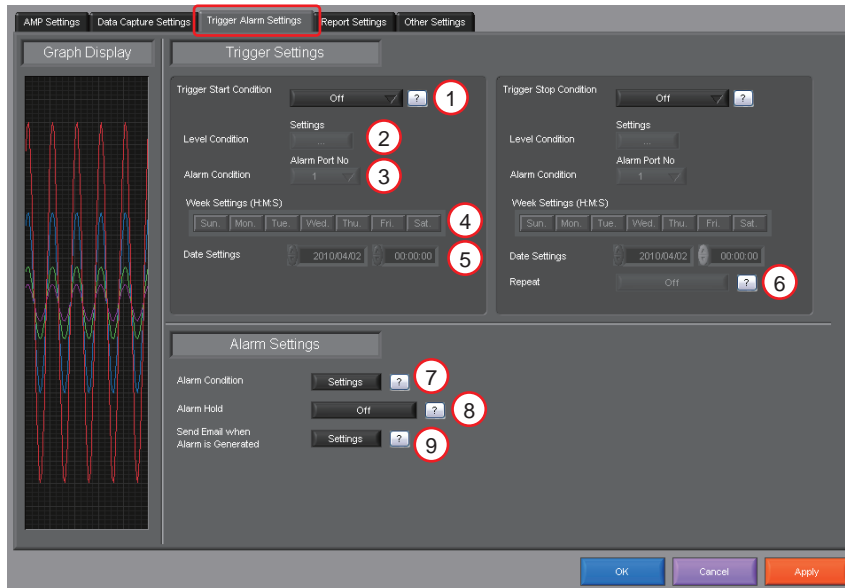 AMP Settings Data Capture Settings Trigger Alarm Settings Report Settings Other Settings
Graph Display
Trigger Settings
Trigger Start Condition Off ? 1
Settings
Level Condition ... 2
Alarm Port No
Alarm Condition 1 3
Week Settings (H:M:S)
Sun. Mon. Tue. Wed. Thu. Fri. Sat. 4
Date Settings 2010/04/02 00:00:00 5
Trigger Stop Condition Off ?
Settings
Level Condition ...
Alarm Port No
Alarm Condition 1
Week Settings (H:M:S)
Sun. Mon. Tue. Wed. Thu. Fri. Sat.
Date Settings 2010/04/02 00:00:00
Repeat Off ? 6
Alarm Settings
Alarm Condition Settings ? 7
Alarm Hold Off ? 8
Send Email when
Alarm is Generated Settings ? 9
OK Cancel Apply